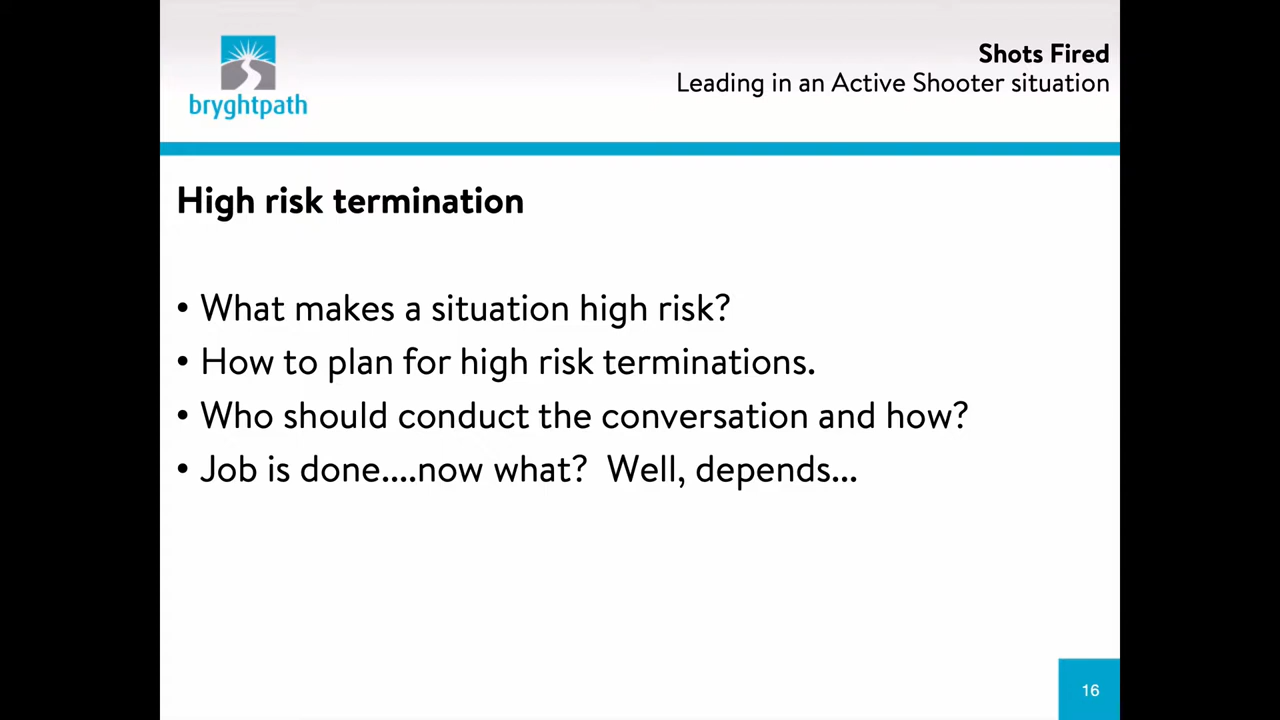 bryghtpath
Shots Fired
Leading in an Active Shooter situation
High risk termination
• What makes a situation high risk?
• How to plan for high risk terminations.
• Who should conduct the conversation and how?
• Job is done....now what?  Well, depends...
16